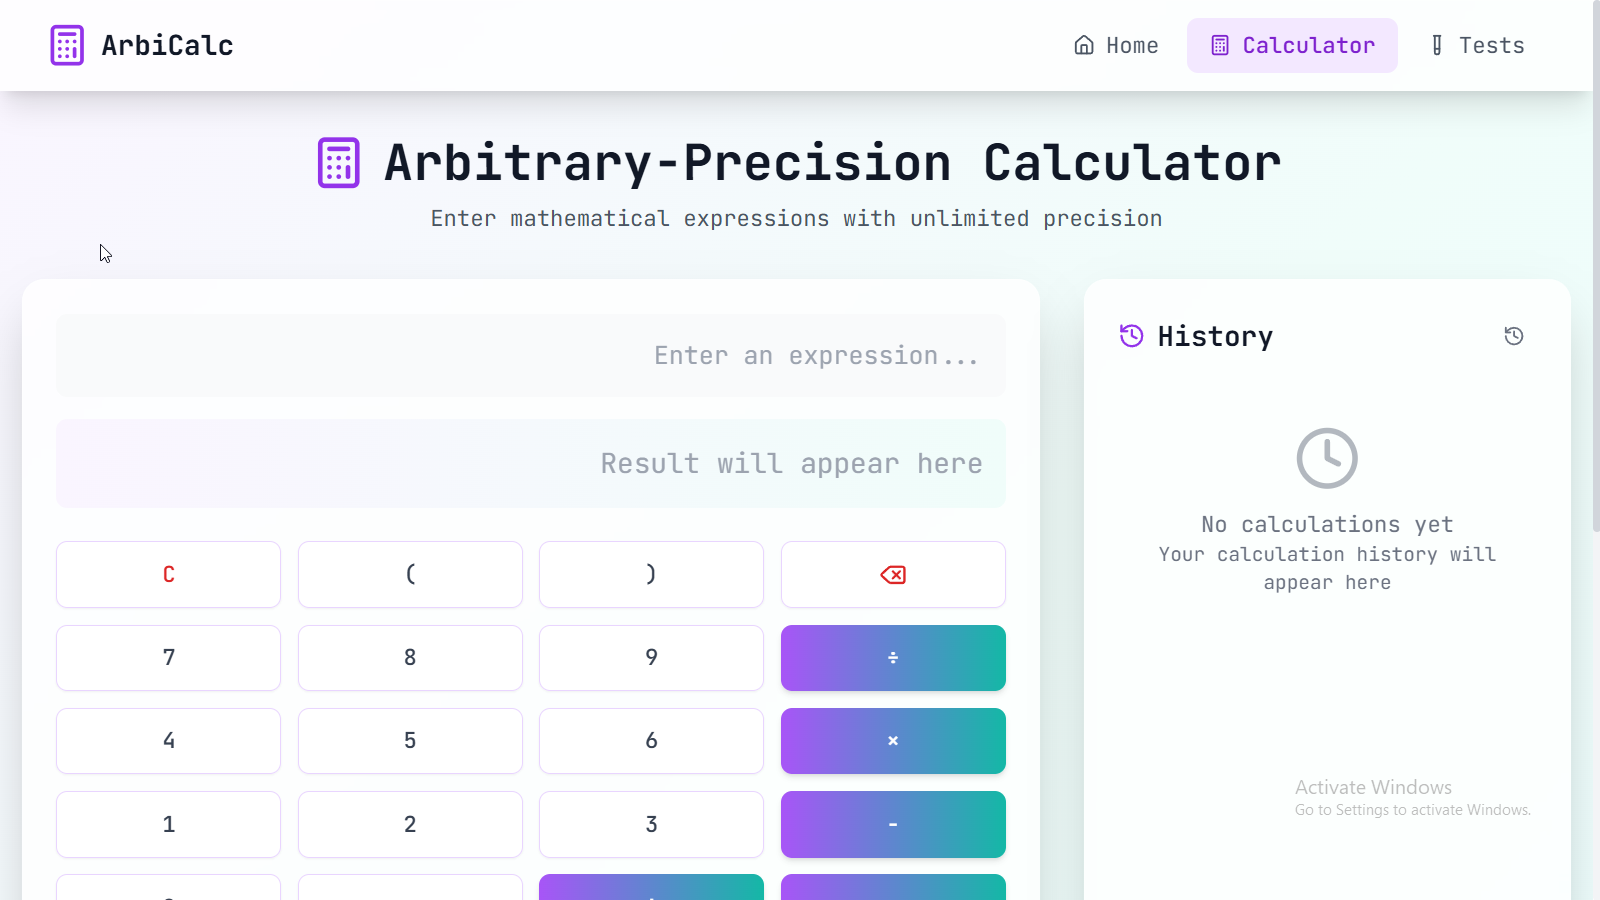 ArbiCalc
Home
Calculator
Tests
Arbitrary-Precision Calculator
Enter mathematical expressions with unlimited precision
Enter an expression...
Result will appear here
C
(
)
7
8
9
÷
4
5
6
×
1
2
3
-
History
No calculations yet
Your calculation history will
appear here
Activate Windows
Go to Settings to activate Windows.